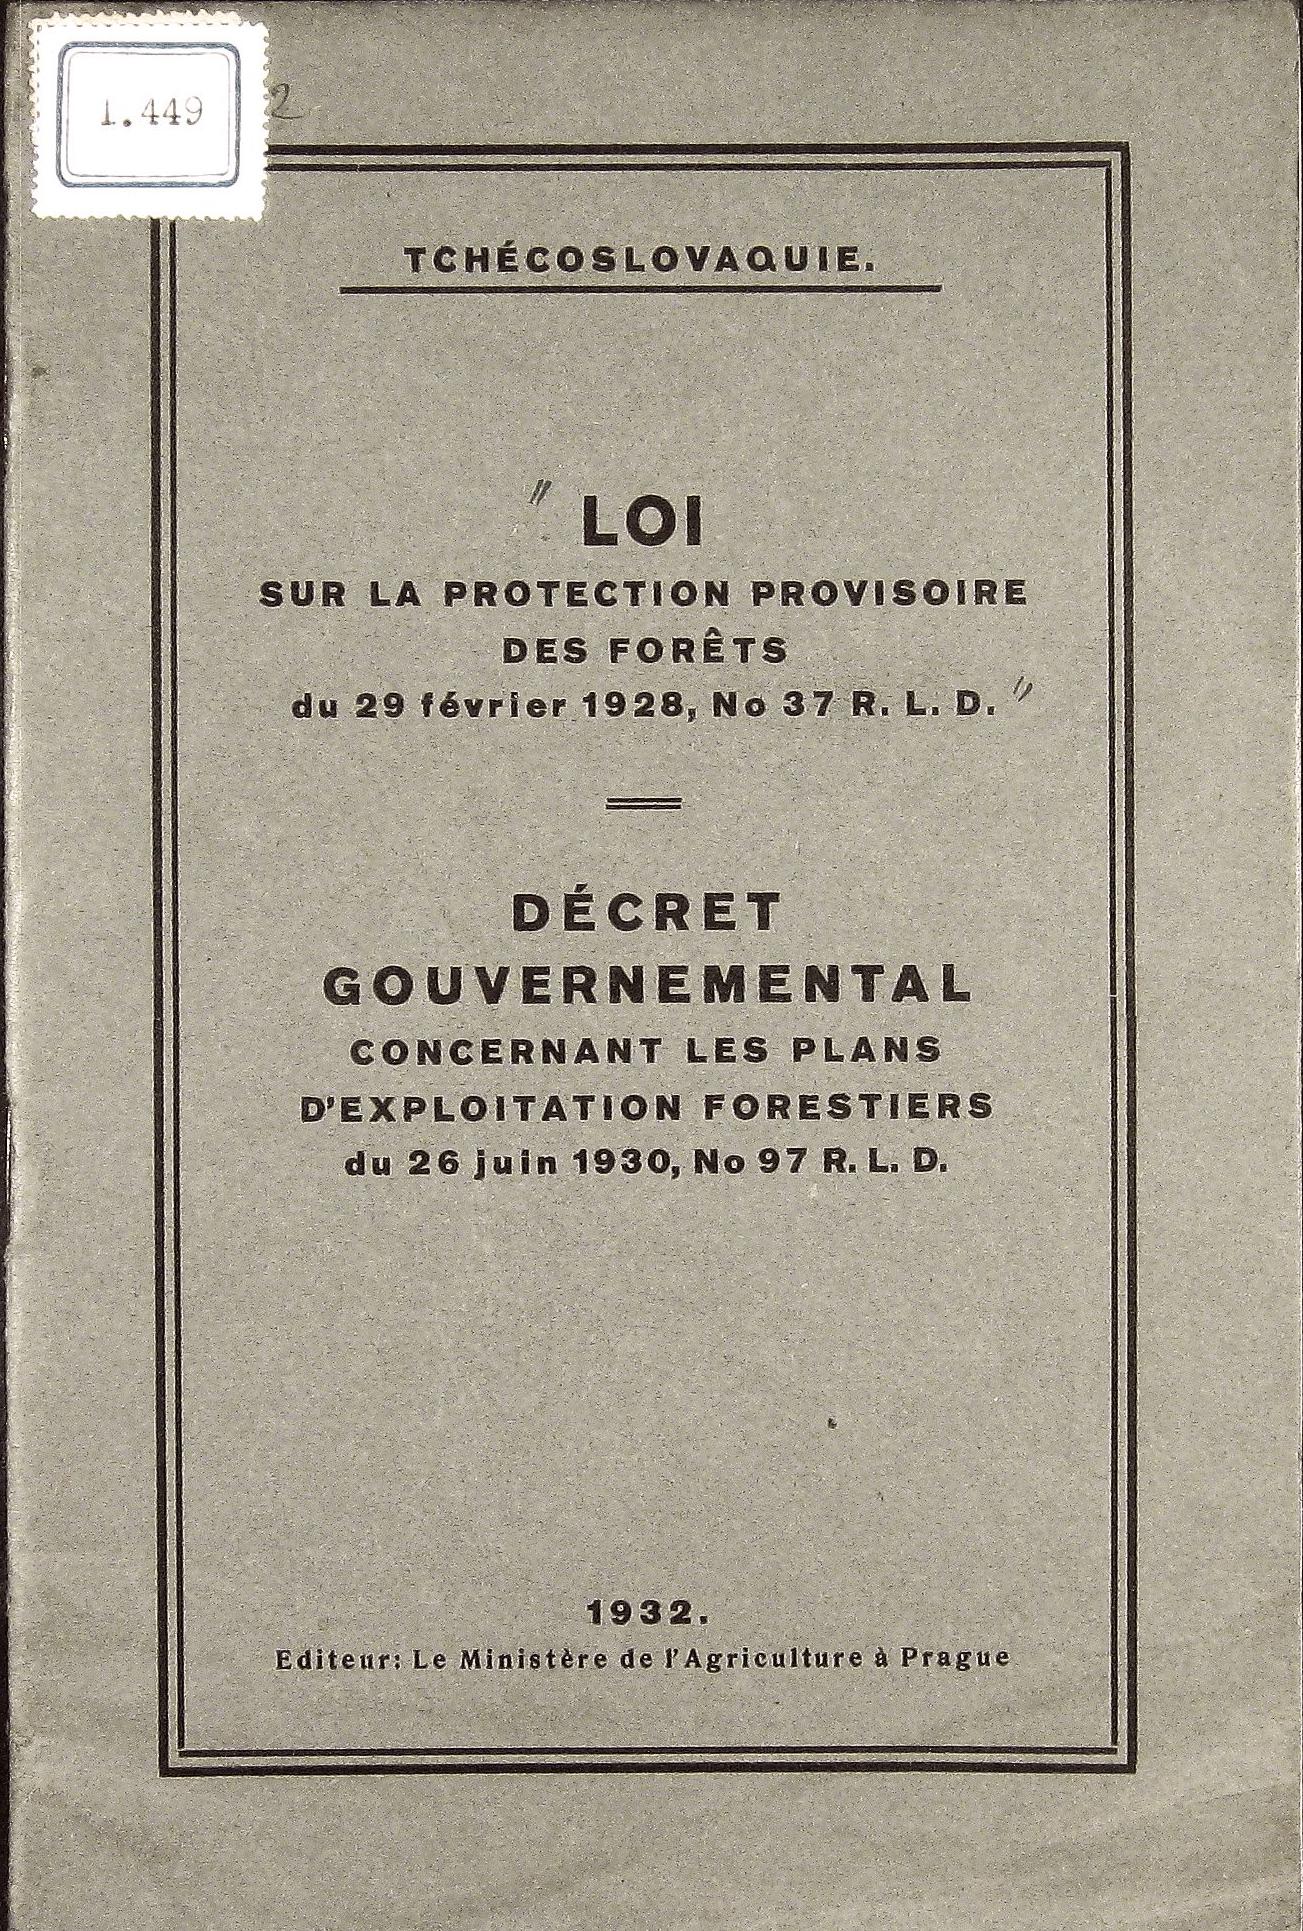 1.449
2
TCHÉCOSLOVAQUIE.
" LOI
SUR LA PROTECTION PROVISOIRE
DES FORÊTS
du 29 février 1928, No 37 R. L. D. "
DÉCRET
GOUVERNEMENTAL
CONCERNANT LES PLANS
D'EXPLOITATION FORESTIERS
du 26 juin 1930, No 97 R. L. D.
1932.
Editeur: Le Ministère de l'Agriculture à Prague